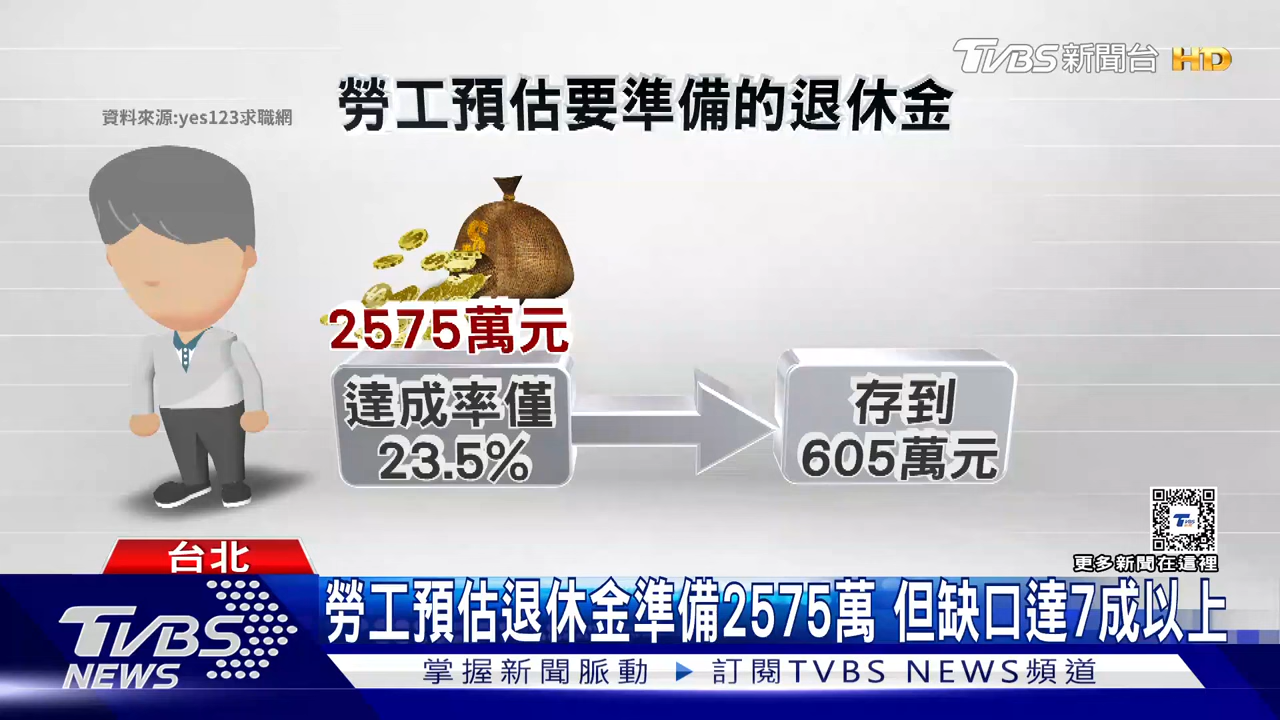 TVBS新聞台 HD
勞工預估要準備的退休金
資料來源:yes123求職網
2575萬元
達成率僅
23.5%
存到
605萬元
更多新聞在這裡
台北
勞工預估退休金準備2575萬 但缺口達7成以上
TVBS NEWS
掌握新聞脈動 ▶ 訂閱TVBS NEWS頻道